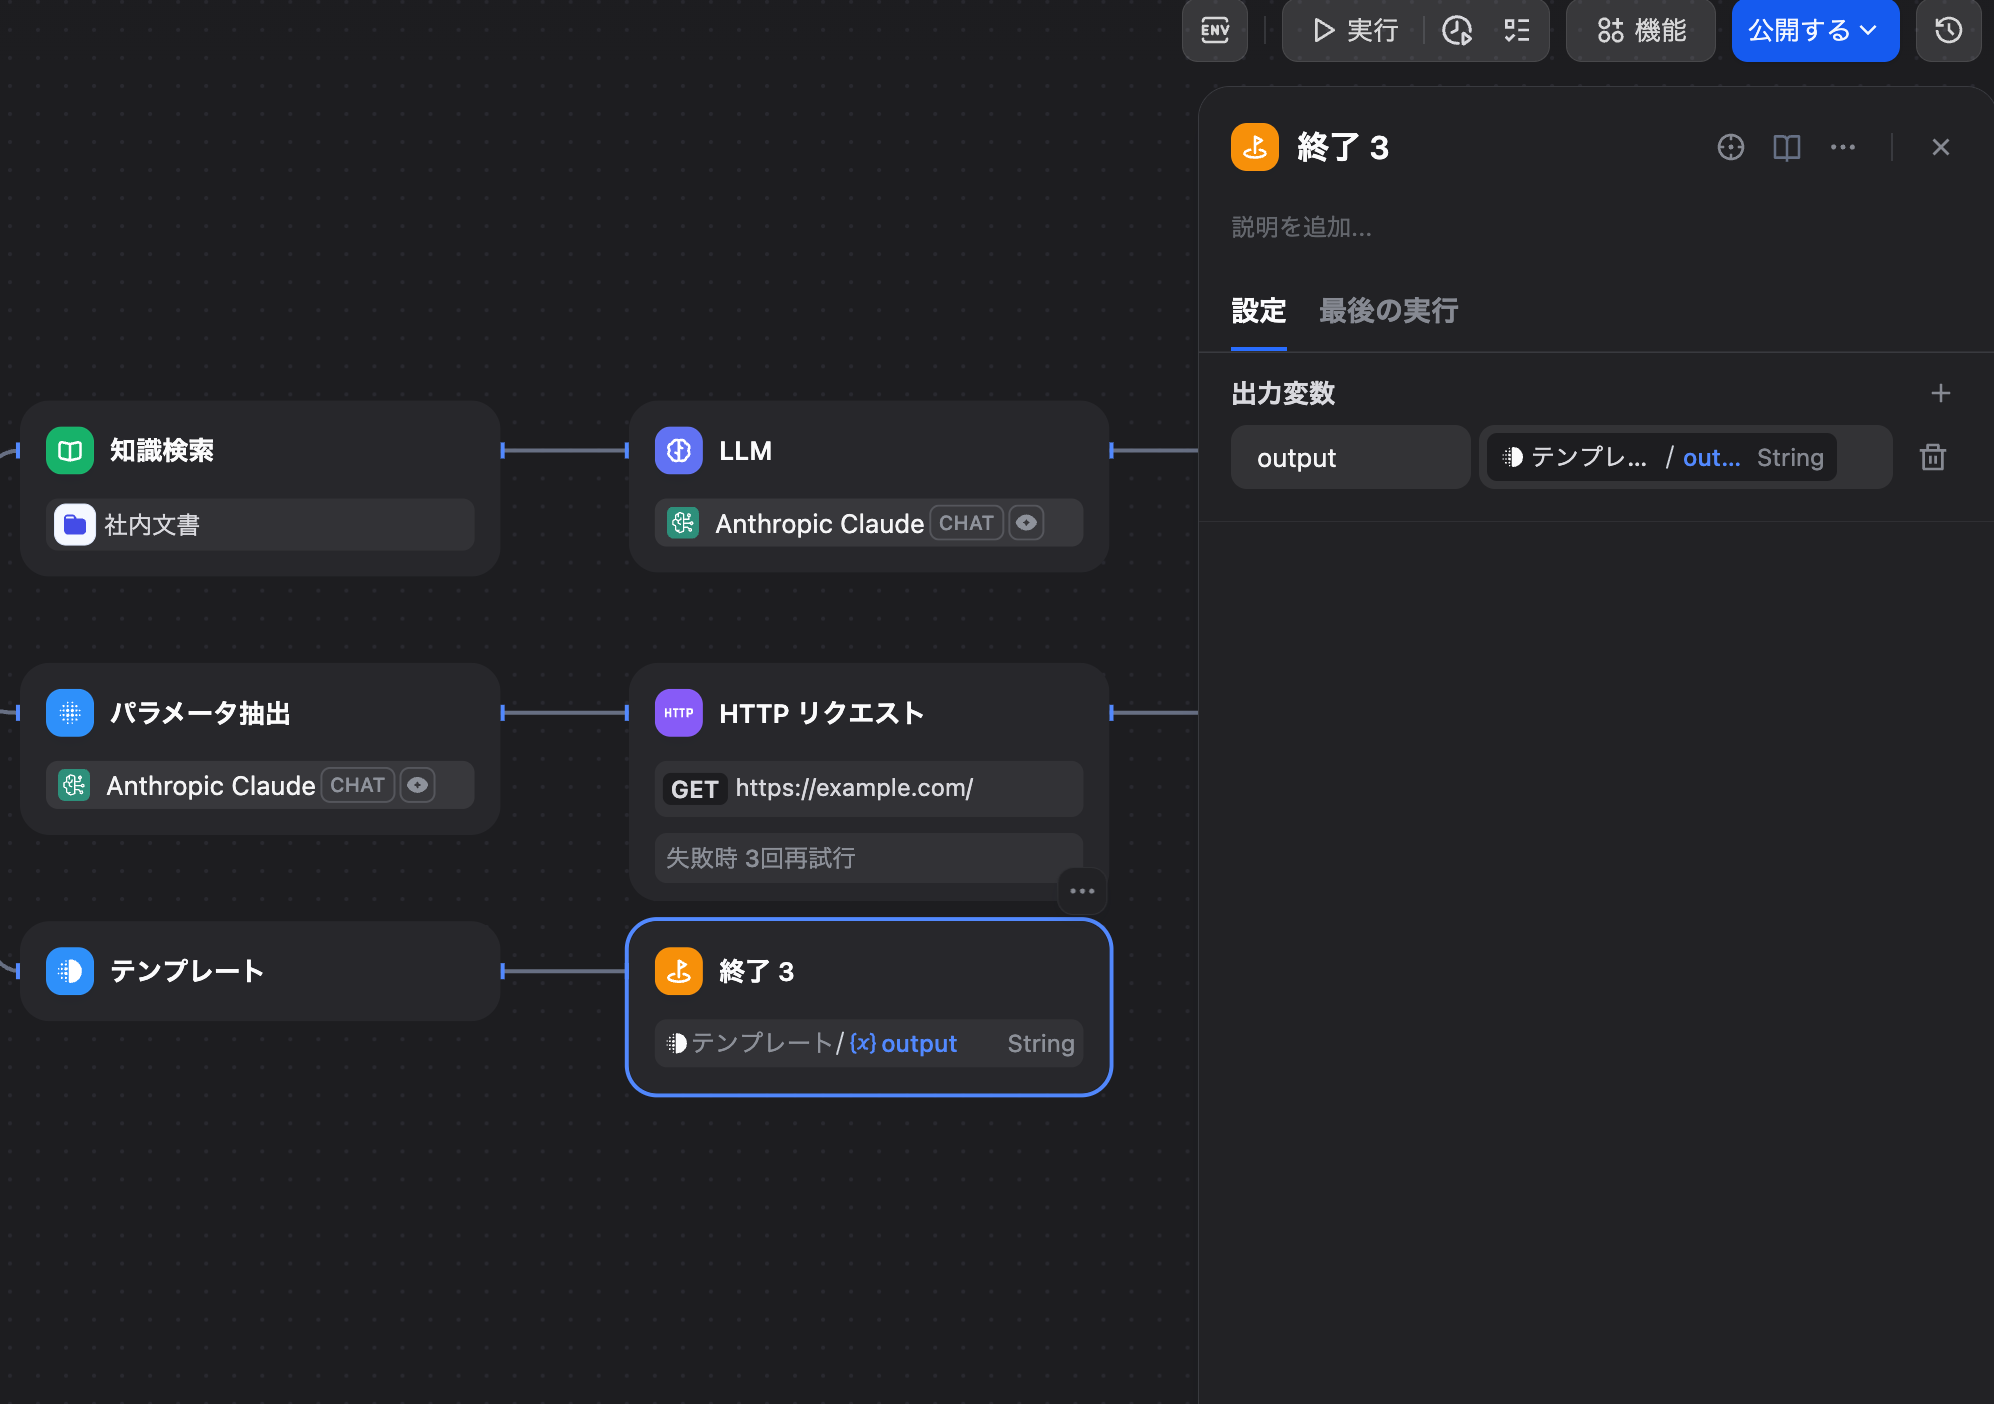 ENV
実行
機能
公開する
終了 3
説明を追加...
設定
最後の実行
出力変数
output
テンプレ... / out... String
知識検索
社内文書
LLM
Anthropic Claude CHAT
パラメータ抽出
Anthropic Claude CHAT
HTTP
HTTP リクエスト
GET https://example.com/
失敗時 3回再試行
テンプレート
終了 3
テンプレート/{x} output String